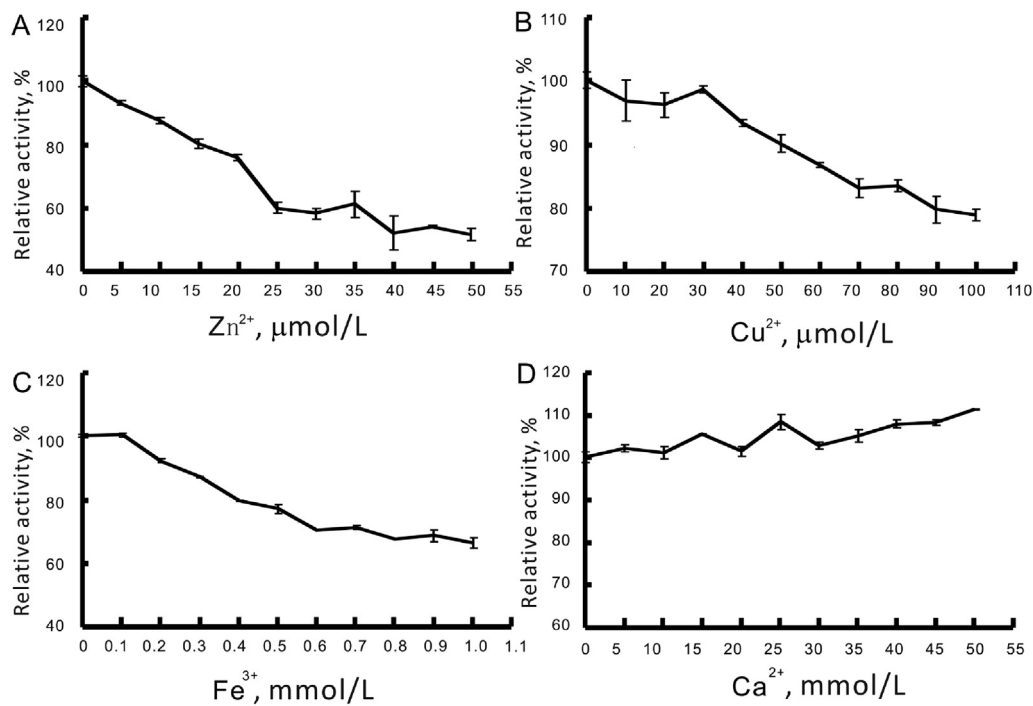 A
Relative activity, %
120
100
80
60
40
0 5 10 15 20 25 30 35 40 45 50 55
Zn²⁺, μmol/L
B
Relative activity, %
110
100
90
80
70
0 10 20 30 40 50 60 70 80 90 100 110
Cu²⁺, μmol/L
C
Relative activity, %
120
100
80
60
40
0 0.1 0.2 0.3 0.4 0.5 0.6 0.7 0.8 0.9 1.0 1.1
Fe³⁺, mmol/L
D
Relative activity, %
120
110
100
90
80
70
60
0 5 10 15 20 25 30 35 40 45 50 55
Ca²⁺, mmol/L